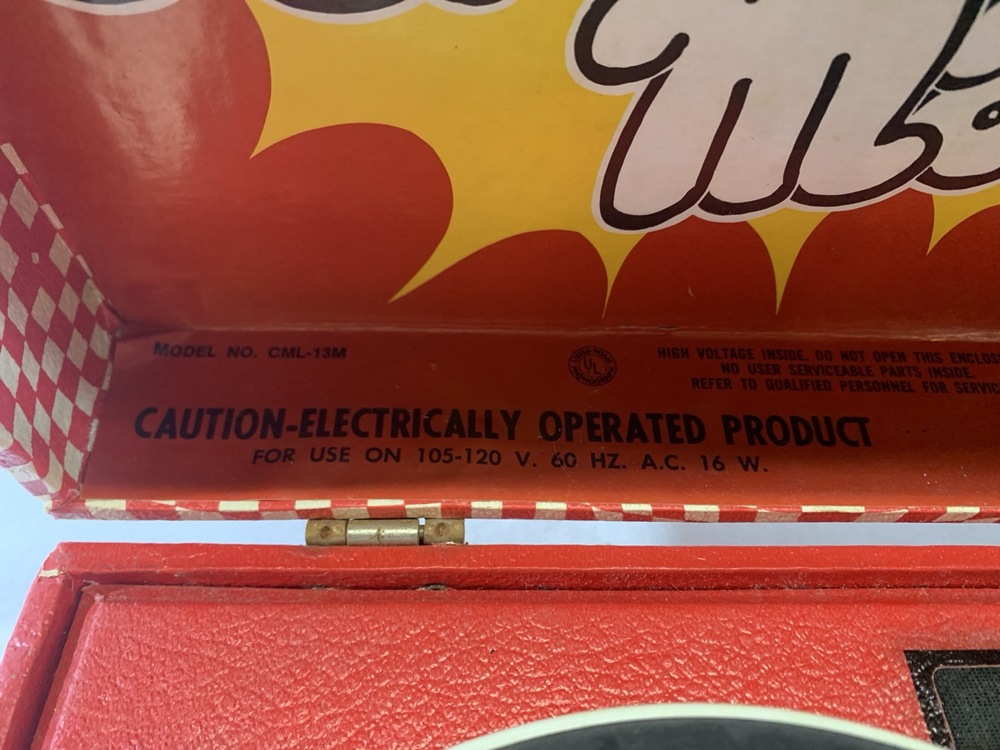 MODEL NO. CML-13M
UL
HIGH VOLTAGE INSIDE. DO NOT OPEN THIS ENCLOS
NO USER SERVICEABLE PARTS INSIDE.
REFER TO QUALIFIED PERSONNEL FOR SERVIC
CAUTION-ELECTRICALLY OPERATED PRODUCT
FOR USE ON 105-120 V. 60 HZ. A.C. 16 W.